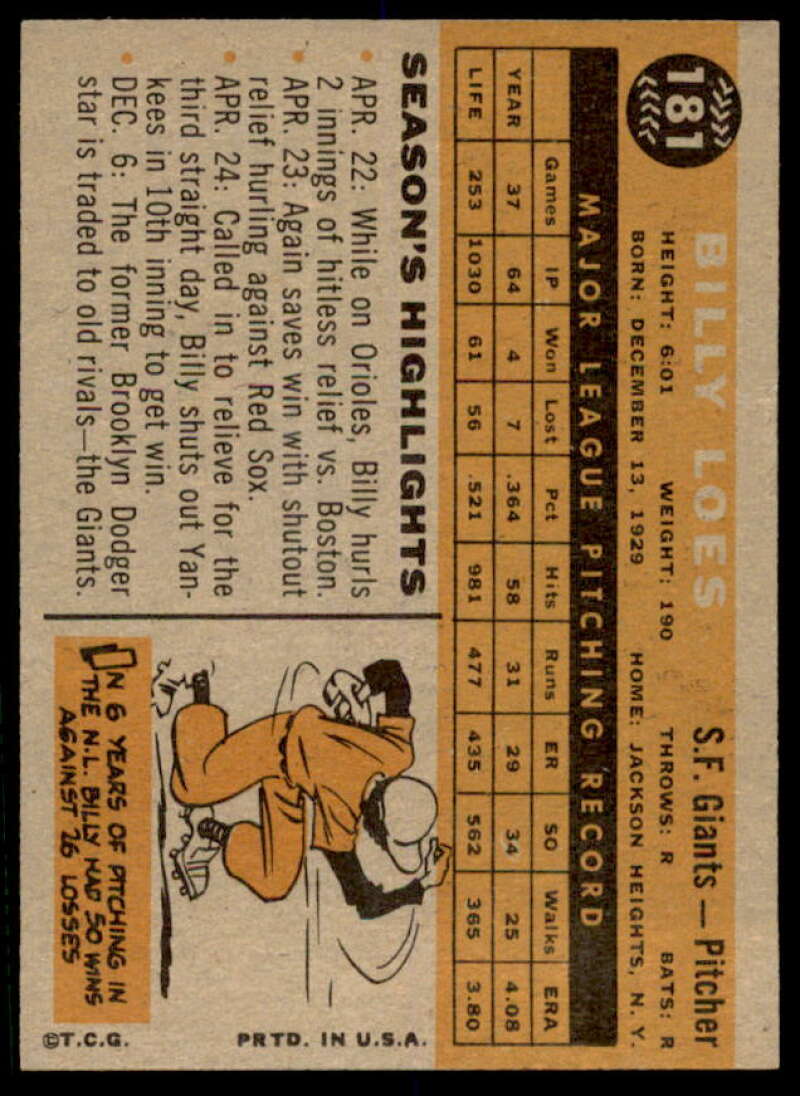 181
BILLY LOES
S.F. Giants — Pitcher
HEIGHT: 6:01 WEIGHT: 190 THROWS: R BATS: R
BORN: DECEMBER 13, 1929 HOME: JACKSON HEIGHTS, N. Y.
MAJOR LEAGUE PITCHING RECORD
Games IP Won Lost Pct Hits Runs ER SO Walks ERA
YEAR 37 64 4 7 .364 58 31 29 34 25 4.08
LIFE 253 1030 61 56 .521 981 477 435 562 365 3.80
SEASON'S HIGHLIGHTS
• APR. 22: While on Orioles, Billy hurls
2 innings of hitless relief vs. Boston.
• APR. 23: Again saves win with shutout
relief hurling against Red Sox.
• APR. 24: Called in to relieve for the
third straight day, Billy shuts out Yan-
kees in 10th inning to get win.
• DEC. 6: The former Brooklyn Dodger
star is traded to old rivals—the Giants.
IN 6 YEARS OF PITCHING IN
THE N.L. BILLY HAD 50 WINS
AGAINST 26 LOSSES
©T.C.G. PRTD. IN U.S.A.